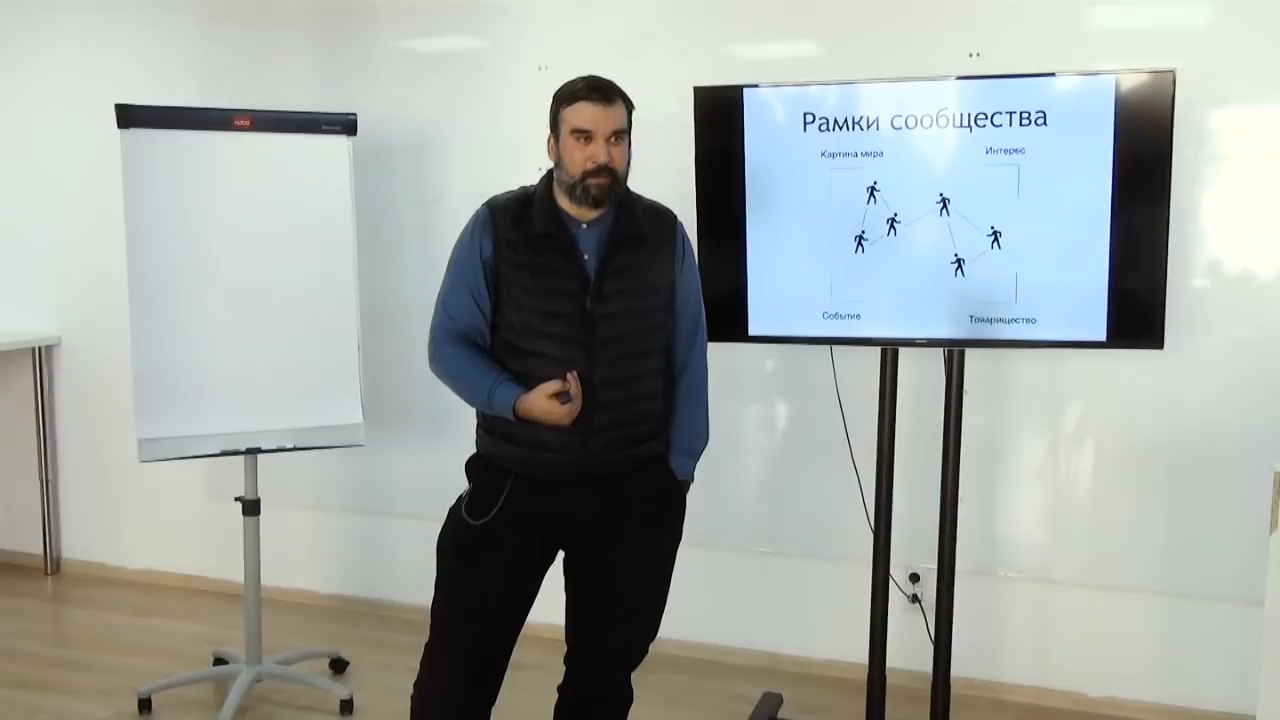 Рамки сообщества
Картина мира
Интерес
Событие
Товарищество